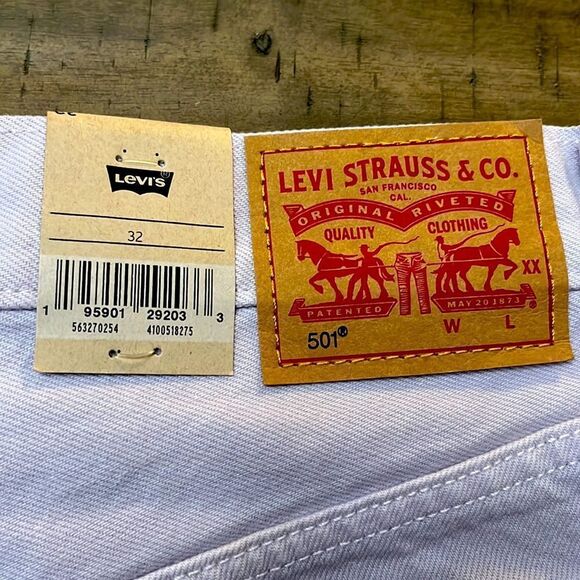 32
LEVI'S®
32
1 95901 29203 3
563270254 4100518275
LEVI STRAUSS & CO.
SAN FRANCISCO
CAL.
ORIGINAL RIVETED
QUALITY CLOTHING
XX
PATENTED MAY 20 1873
W L
501®